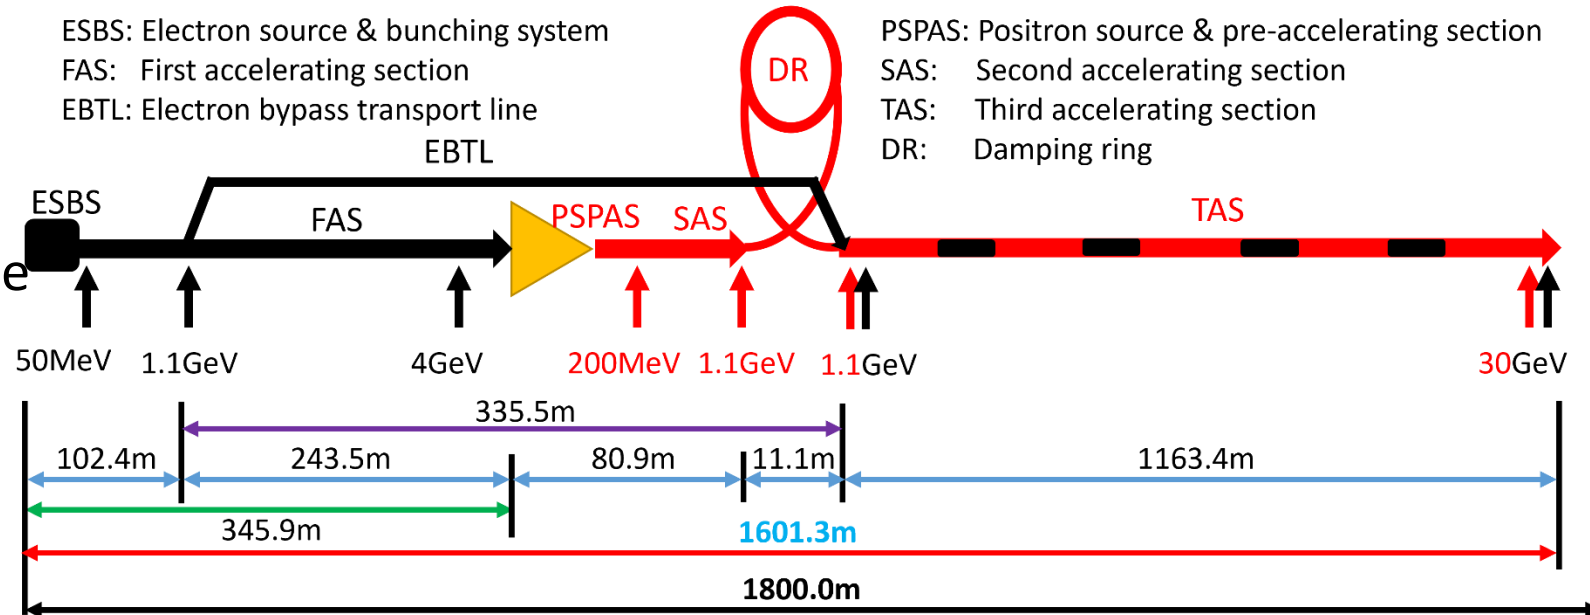 ESBS: Electron source & bunching system
FAS: First accelerating section
EBTL: Electron bypass transport line
PSPAS: Positron source & pre-accelerating section
SAS: Second accelerating section
TAS: Third accelerating section
DR: Damping ring
DR
EBTL
ESBS
FAS
PSPAS
SAS
TAS
e
50MeV
1.1GeV
4GeV
200MeV
1.1GeV
1.1GeV
30GeV
335.5m
102.4m
243.5m
80.9m
11.1m
1163.4m
345.9m
1601.3m
1800.0m